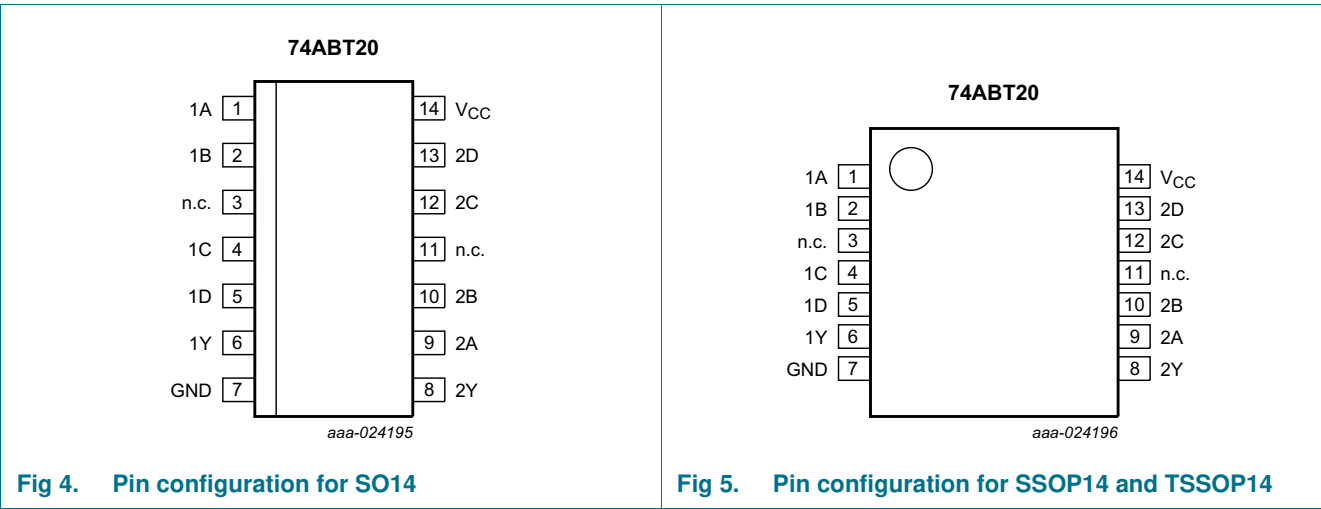 74ABT20
1A 1 14 VCC
1B 2 13 2D
n.c. 3 12 2C
1C 4 11 n.c.
1D 5 10 2B
1Y 6 9 2A
GND 7 8 2Y
aaa-024195
Fig 4. Pin configuration for SO14
74ABT20
1A 1 14 VCC
1B 2 13 2D
n.c. 3 12 2C
1C 4 11 n.c.
1D 5 10 2B
1Y 6 9 2A
GND 7 8 2Y
aaa-024196
Fig 5. Pin configuration for SSOP14 and TSSOP14